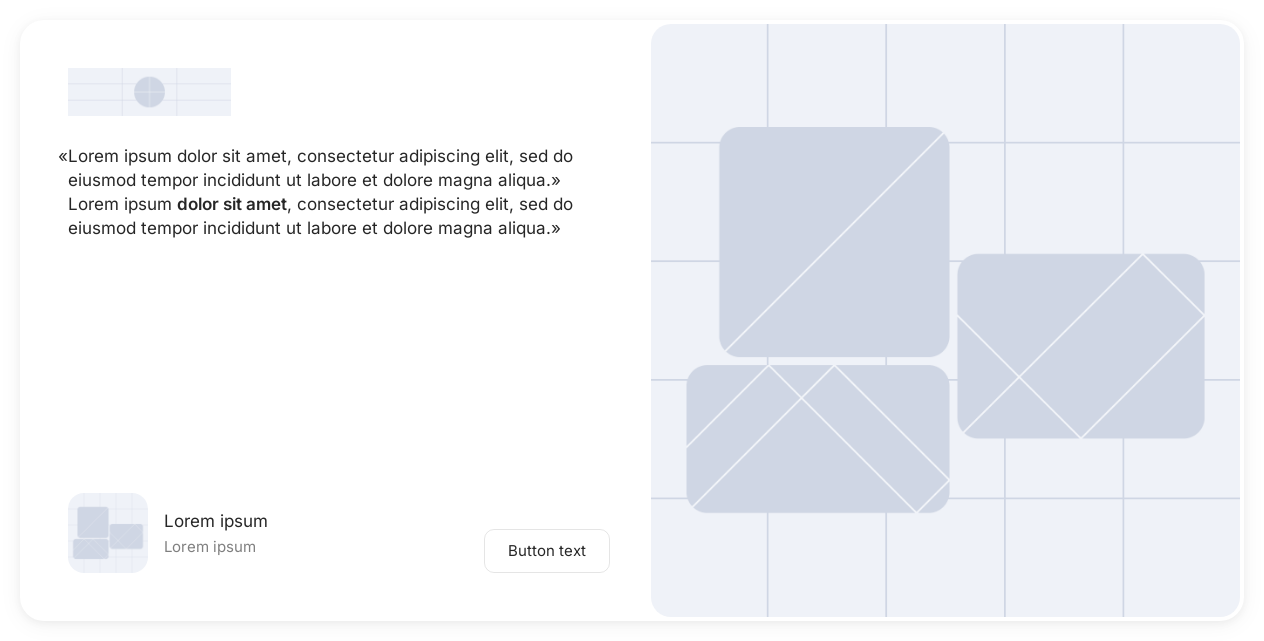 «Lorem ipsum dolor sit amet, consectetur adipiscing elit, sed do
eiusmod tempor incididunt ut labore et dolore magna aliqua.»
Lorem ipsum dolor sit amet, consectetur adipiscing elit, sed do
eiusmod tempor incididunt ut labore et dolore magna aliqua.»
Lorem ipsum
Lorem ipsum
Button text